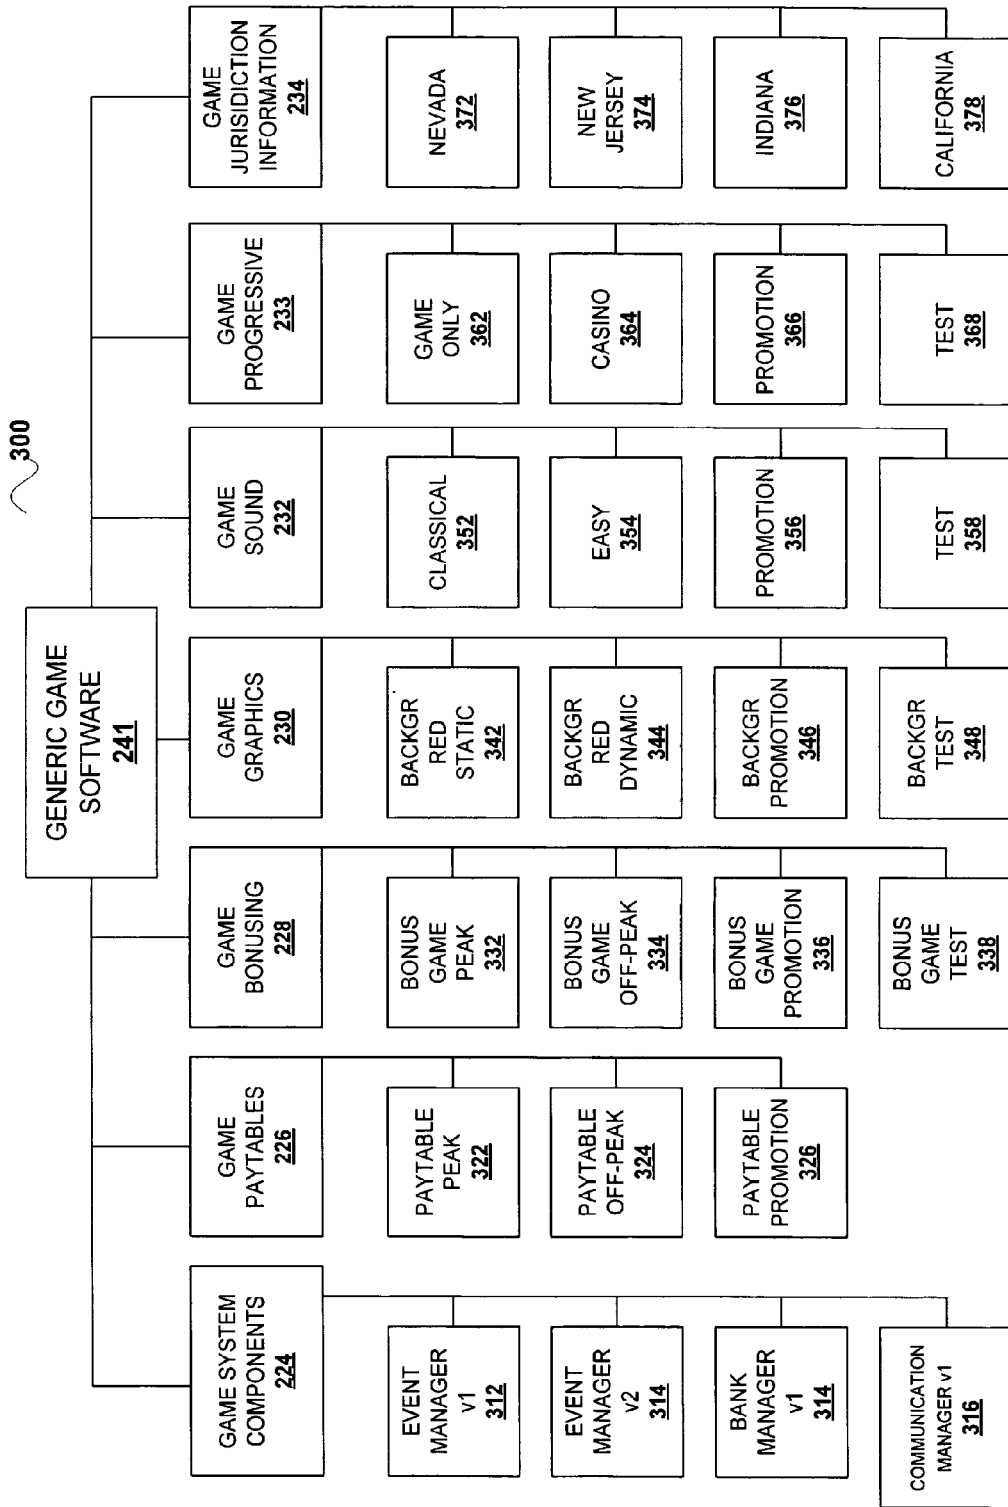 300
GENERIC GAME
SOFTWARE
241
GAME SYSTEM
COMPONENTS
224
EVENT
MANAGER
v1
312
EVENT
MANAGER
v2
314
BANK
MANAGER
v1
314
COMMUNICATION
MANAGER v1
316
GAME
PAYTABLES
226
PAYTABLE
PEAK
322
PAYTABLE
OFF-PEAK
324
PAYTABLE
PROMOTION
326
GAME
BONUSING
228
BONUS
GAME
PEAK
332
BONUS
GAME
OFF-PEAK
334
BONUS
GAME
PROMOTION
336
BONUS
GAME
TEST
338
GAME
GRAPHICS
230
BACKGR
RED
STATIC
342
BACKGR
RED
DYNAMIC
344
BACKGR
PROMOTION
346
BACKGR
TEST
348
GAME
SOUND
232
CLASSICAL
352
EASY
354
PROMOTION
356
TEST
358
GAME
PROGRESSIVE
233
GAME
ONLY
362
CASINO
364
PROMOTION
366
TEST
368
GAME
JURISIDICTION
INFORMATION
234
NEVADA
372
NEW
JERSEY
374
INDIANA
376
CALIFORNIA
378